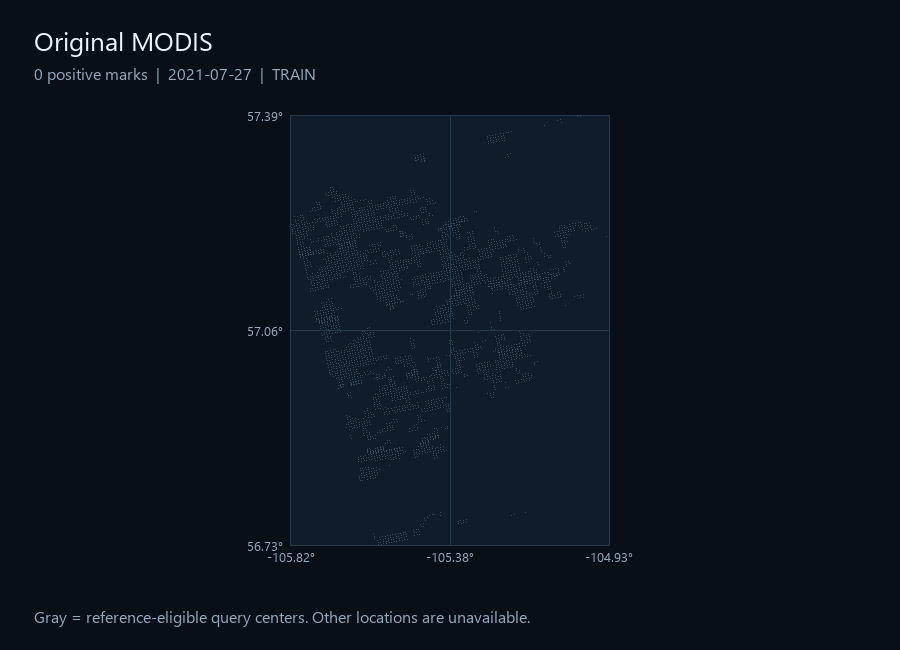 Original MODIS
0 positive marks | 2021-07-27 | TRAIN
57.39°
57.06°
56.73°
-105.82°
-105.38°
-104.93°
Gray = reference-eligible query centers. Other locations are unavailable.